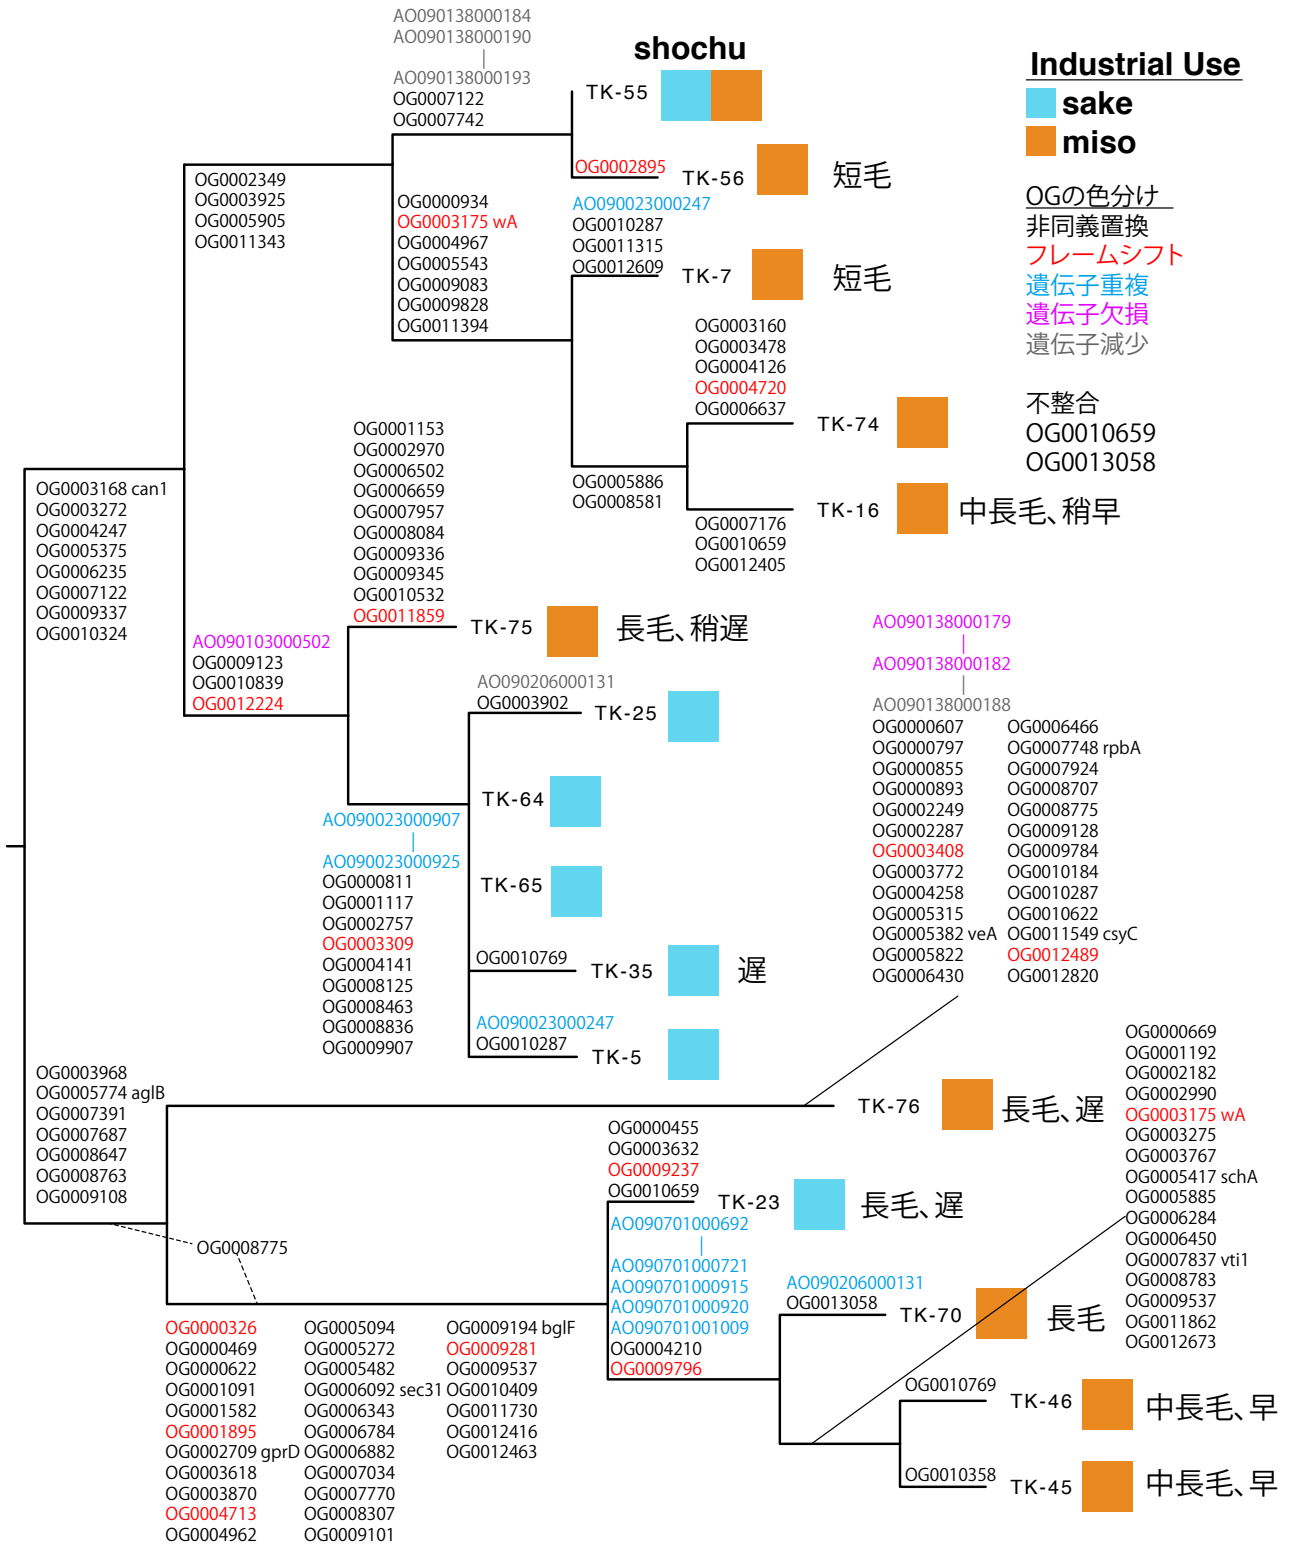 AO090138000184
AO090138000190
AO090138000193
OG0007122
OG0007742
shochu
TK-55
OG0002895
TK-56
短毛
Industrial Use
sake
miso
OGの色分け
非同義置換
フレームシフト
遺伝子重複
遺伝子欠損
遺伝子減少
不整合
OG0010659
OG0013058
OG0002349
OG0003925
OG0005905
OG0011343
OG0000934
OG0003175 wA
OG0004967
OG0005543
OG0009083
OG0009828
OG0011394
AO090023000247
OG0010287
OG0011315
OG0012609
TK-7
短毛
OG0003160
OG0003478
OG0004126
OG0004720
OG0006637
TK-74
OG0005886
OG0008581
TK-16
中長毛、稍早
OG0007176
OG0010659
OG0012405
OG0003168 can1
OG0003272
OG0004247
OG0005375
OG0006235
OG0007122
OG0009337
OG0010324
OG0001153
OG0002970
OG0006502
OG0006659
OG0007957
OG0008084
OG0009336
OG0009345
OG0010532
OG0011859
TK-75
長毛、稍遅
AO090103000502
OG0009123
OG0010839
OG0012224
AO090206000131
OG0003902
TK-25
TK-64
AO090023000907
AO090023000925
OG0000811
OG0001117
OG0002757
OG0003309
OG0004141
OG0008125
OG0008463
OG0008836
OG0009907
TK-65
OG0010769
TK-35
遅
AO090023000247
OG0010287
TK-5
AO090138000179
AO090138000182
AO090138000188
OG0000607
OG0000797
OG0000855
OG0000893
OG0002249
OG0002287
OG0003408
OG0003772
OG0004258
OG0005315
OG0005382 veA
OG0005822
OG0006430
OG0006466
OG0007748 rpbA
OG0007924
OG0008707
OG0008775
OG0009128
OG0009784
OG0010184
OG0010287
OG0010622
OG0011549 csyC
OG0012489
OG0012820
OG0003968
OG0005774 aglB
OG0007391
OG0007687
OG0008647
OG0008763
OG0009108
TK-76
長毛、遅
OG0000669
OG0001192
OG0002182
OG0002990
OG0003175 wA
OG0003275
OG0003767
OG0005417 schA
OG0005885
OG0006284
OG0006450
OG0007837 vti1
OG0008783
OG0009537
OG0011862
OG0012673
OG0000455
OG0003632
OG0009237
OG0010659
TK-23
長毛、遅
OG0008775
AO090701000692
AO090701000721
AO090701000915
AO090701000920
AO090701001009
OG0004210
OG0009796
AO090206000131
OG0013058
TK-70
長毛
OG0000326
OG0000469
OG0000622
OG0001091
OG0001582
OG0001895
OG0002709 gprD
OG0003618
OG0003870
OG0004713
OG0004962
OG0005094
OG0005272
OG0005482
OG0006092 sec31
OG0006343
OG0006784
OG0006882
OG0007034
OG0007770
OG0008307
OG0009101
OG0009194 bglF
OG0009281
OG0009537
OG0010409
OG0011730
OG0012416
OG0012463
OG0010769
TK-46
中長毛、早
OG0010358
TK-45
中長毛、早